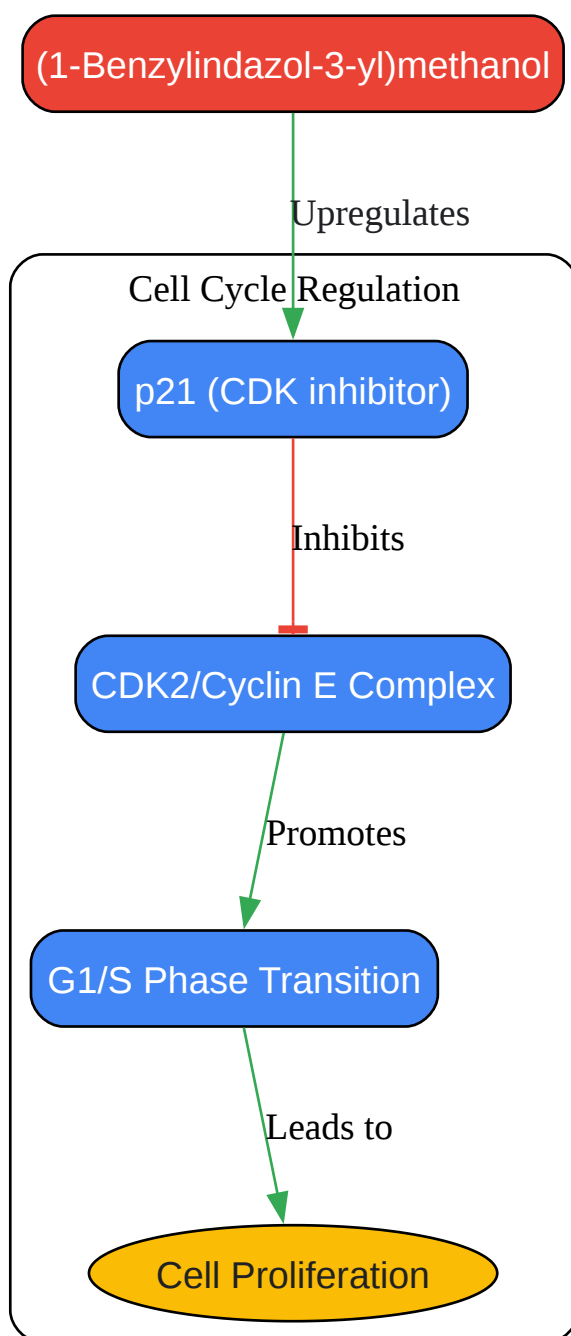 (1-Benzylindazol-3-yl)methanol
Upregulates
Cell Cycle Regulation
p21 (CDK inhibitor)
Inhibits
CDK2/Cyclin E Complex
Promotes
G1/S Phase Transition
Leads to
Cell Proliferation